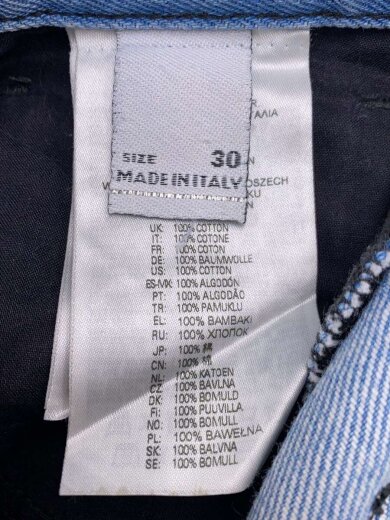 SIZE 30
MADE IN ITALY
ΑΛΙΑ
OSZECH
UK: 100% COTTON
IT: 100% COTONE
FR: 100% COTON
DE: 100% BAUMWOLLE
US: 100% COTTON
ES-MX: 100% ALGODÓN
PT: 100% ALGODÃO
TR: 100% PAMUKLU
EL: 100% BAMBAKI
RU: 100% ХЛОПОК
JP: 100% 綿
CN: 100% 棉
NL: 100% KATOEN
CZ: 100% BAVLNA
DK: 100% BOMULD
FI: 100% PUUVILLA
NO: 100% BOMULL
PL: 100% BAWEŁNA
SK: 100% BAVLNA
SE: 100% BOMULL